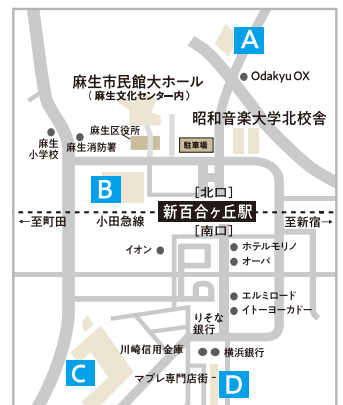 A
Odakyu OX
麻生市民館大ホール
(麻生文化センター内)
昭和音楽大学北校舎
麻生区役所
麻生
小学校
麻生消防署
駐車場
B
[北口]
新百合ヶ丘駅
←至町田
小田急線
至新宿→
[南口]
イオン
ホテルモリノ
オーパ
エルミロード
イトーヨーカドー
りそな
銀行
川崎信用金庫
横浜銀行
C
マプレ専門店街
D